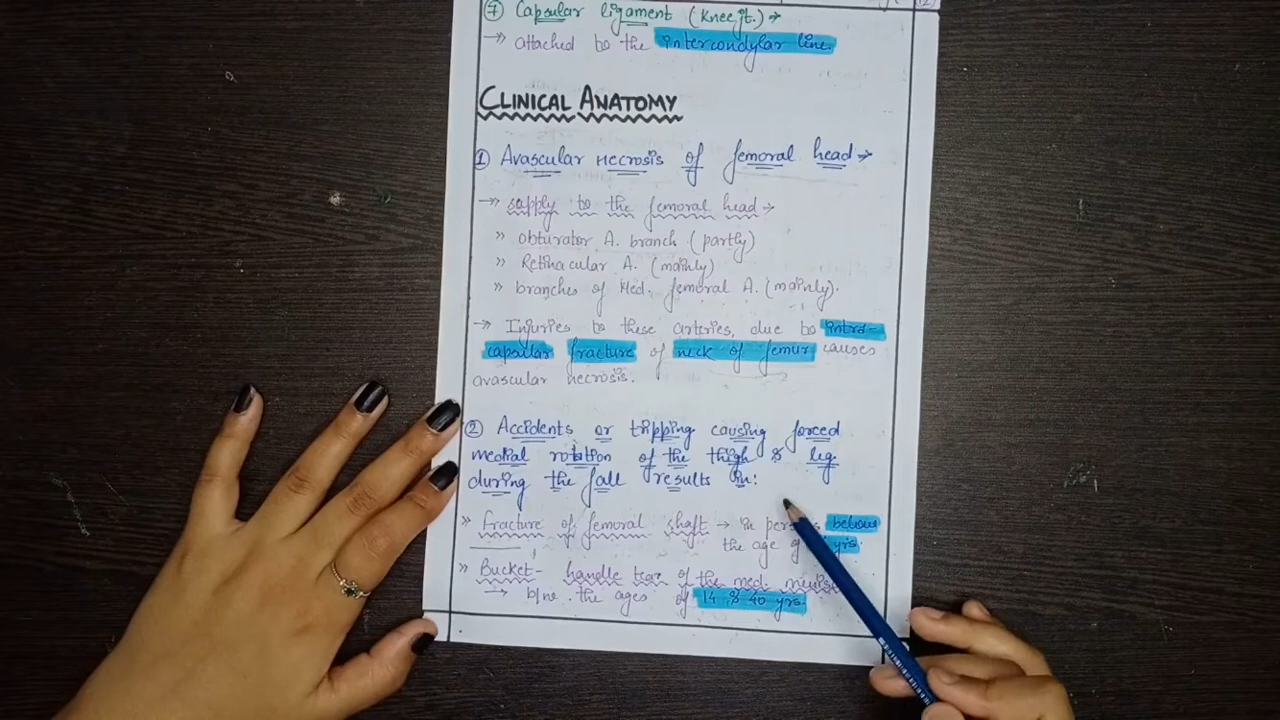 ⑦ Capsular ligament (Knee jt.) →
→» attached to the intercondylar line.
CLINICAL ANATOMY
① Avascular necrosis of femoral head →
→» supply to the femoral head →
» obturator A. branch (partly)
» Retinacular A. (mainly)
» branches of Med. femoral A. (mainly).
→» Injuries to these arteries, due to intra-
capsular fracture of neck of femur causes
avascular necrosis.
② Accidents or tripping causing forced
medial rotation of the thigh & leg
during the fall results in:
» Fracture of femoral shaft → in below
the age yrs.
» Bucket-handle tear of the med.
→ b/w. the ages of 14 & 40 yrs.